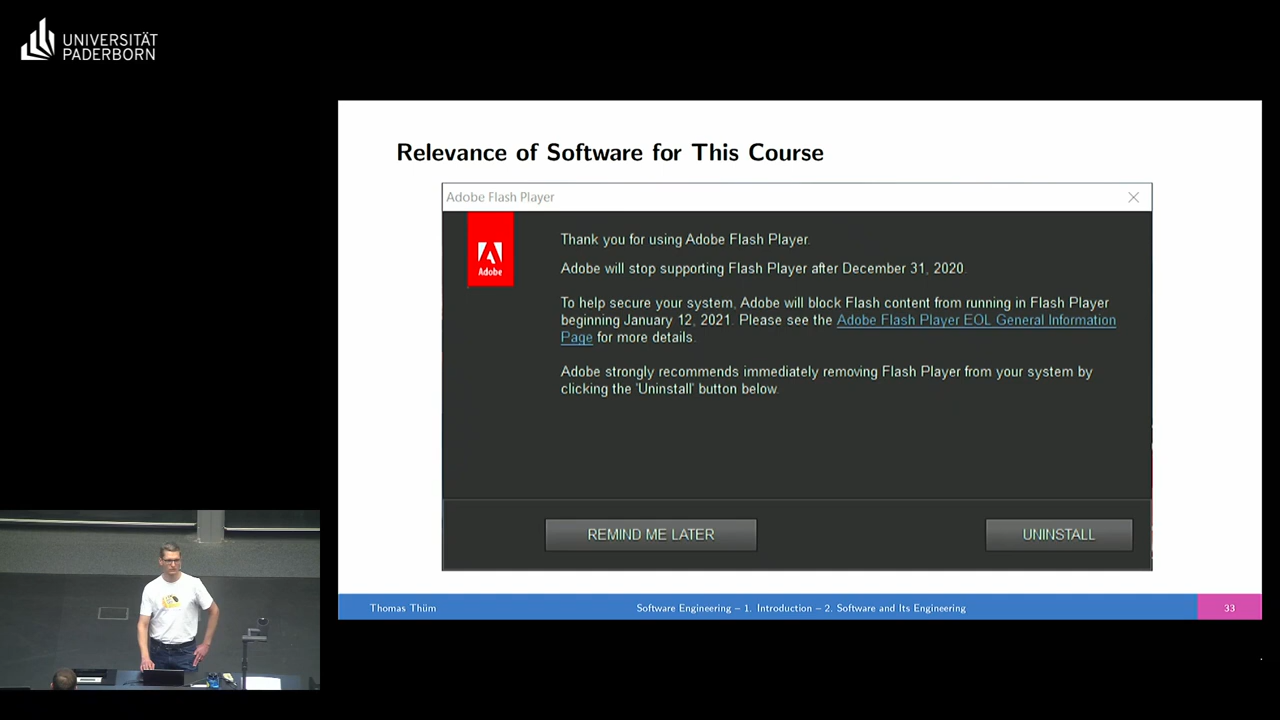 UNIVERSITÄT
PADERBORN
Relevance of Software for This Course
Adobe Flash Player
Adobe
Thank you for using Adobe Flash Player.
Adobe will stop supporting Flash Player after December 31, 2020.
To help secure your system, Adobe will block Flash content from running in Flash Player
beginning January 12, 2021. Please see the Adobe Flash Player EOL General Information
Page for more details.
Adobe strongly recommends immediately removing Flash Player from your system by
clicking the 'Uninstall' button below.
REMIND ME LATER
UNINSTALL
Thomas Thüm
Software Engineering – 1. Introduction – 2. Software and Its Engineering
33